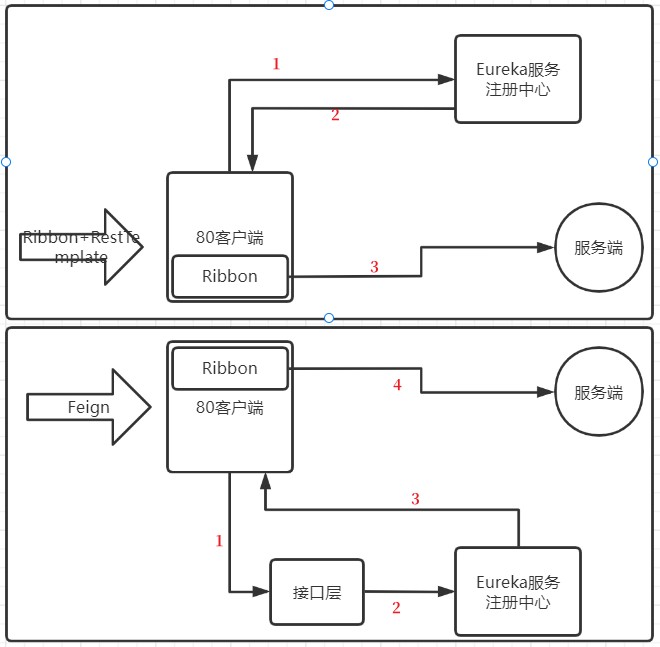 1
Eureka服务
注册中心
2
80客户端
Ribbon+RestTe
mplate
服务端
Ribbon
3
Ribbon
4
服务端
Feign
80客户端
3
1
接口层
2
Eureka服务
注册中心